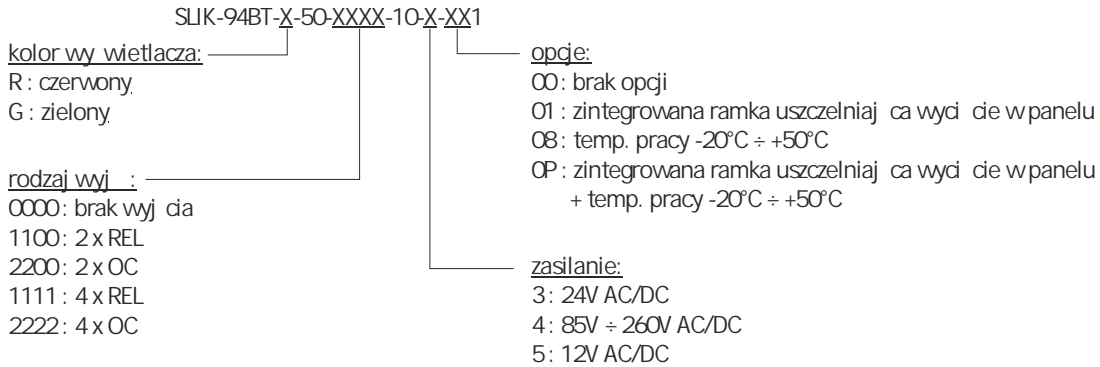 SLIK-94BT-X-50-XXXX-10-X-XX1
kolor wy wietlacza:
R : czerwony
G : zielony
rodzaj wyj :
0000 : brak wyj cia
1100 : 2 x REL
2200 : 2 x OC
1111 : 4 x REL
2222 : 4 x OC
opcje:
00 : brak opcji
01 : zintegrowana ramka uszczelniaj ca wyci cie w panelu
08 : temp. pracy -20°C ÷ +50°C
0P : zintegrowana ramka uszczelniaj ca wyci cie w panelu
+ temp. pracy -20°C ÷ +50°C
zasilanie:
3 : 24V AC/DC
4 : 85V ÷ 260V AC/DC
5 : 12V AC/DC